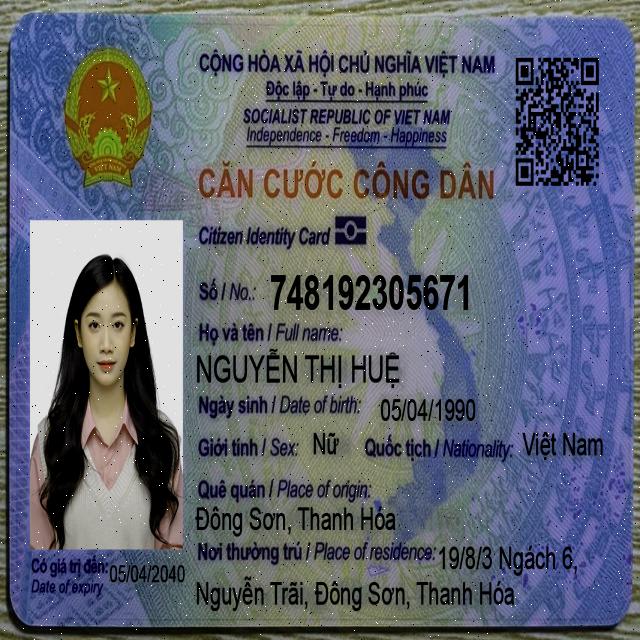 CỘNG HÒA XÃ HỘI CHỦ NGHĨA VIỆT NAM
Độc lập - Tự do - Hạnh phúc
SOCIALIST REPUBLIC OF VIET NAM
Independence - Freedom - Happiness
CĂN CƯỚC CÔNG DÂN
Citizen Identity Card
Số / No.: 748192305671
Họ và tên / Full name:
NGUYỄN THỊ HUỆ
Ngày sinh / Date of birth: 05/04/1990
Giới tính / Sex: Nữ Quốc tịch / Nationality: Việt Nam
Quê quán / Place of origin:
Đông Sơn, Thanh Hóa
Nơi thường trú / Place of residence: 19/8/3 Ngách 6,
Nguyễn Trãi, Đông Sơn, Thanh Hóa
Có giá trị đến: 05/04/2040
Date of expiry